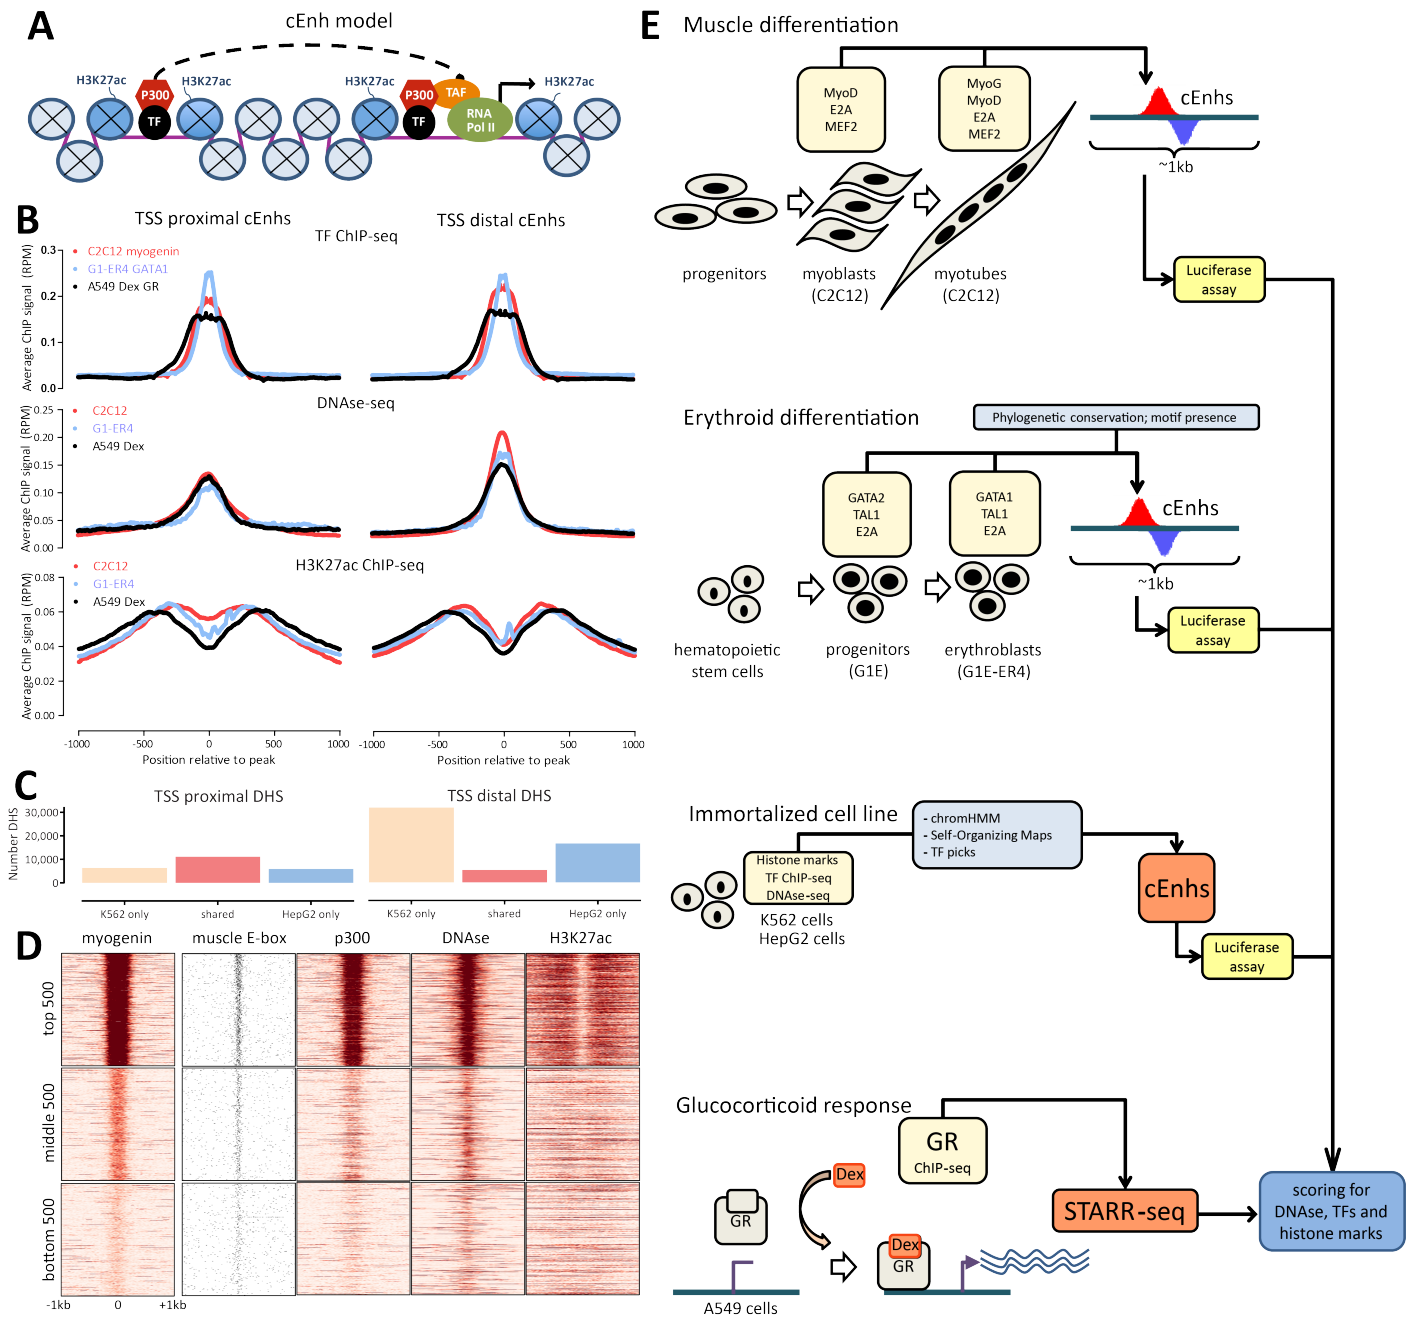 A
cEnh model
H3K27ac
P300
H3K27ac
TF
H3K27ac
P300
TAF
H3K27ac
TF
RNA
Pol II
B
TSS proximal cEnhs
TSS distal cEnhs
TF ChIP-seq
Average ChIP signal (RPM)
0.3
0.2
0.1
0.0
C2C12 myogenin
G1-ER4 GATA1
A549 Dex GR
DNAse-seq
Average ChIP signal (RPM)
0.25
0.20
0.15
0.10
0.05
0.00
C2C12
G1-ER4
A549 Dex
H3K27ac ChIP-seq
Average ChIP signal (RPM)
0.08
0.06
0.04
0.02
0.00
C2C12
G1-ER4
A549 Dex
-1000 -500 0 500 1000
-1000 -500 0 500 1000
Position relative to peak
Position relative to peak
C
TSS proximal DHS
TSS distal DHS
Number DHS
30,000
20,000
10,000
0
K562 only shared HepG2 only
K562 only shared HepG2 only
D
myogenin muscle E-box p300 DNAse H3K27ac
top 500
middle 500
bottom 500
-1kb 0 +1kb
E
Muscle differentiation
MyoD
E2A
MEF2
MyoG
MyoD
E2A
MEF2
cEnhs
~1kb
progenitors
myoblasts
(C2C12)
myotubes
(C2C12)
Luciferase
assay
Erythroid differentiation
Phylogenetic conservation; motif presence
GATA2
TAL1
E2A
GATA1
TAL1
E2A
cEnhs
~1kb
hematopoietic
stem cells
progenitors
(G1E)
erythroblasts
(G1E-ER4)
Luciferase
assay
Immortalized cell line
- chromHMM
- Self-Organizing Maps
- TF picks
Histone marks
TF ChIP-seq
DNAse-seq
K562 cells
HepG2 cells
cEnhs
Luciferase
assay
Glucocorticoid response
GR
ChIP-seq
Dex
GR
STARR-seq
scoring for
DNAse, TFs and
histone marks
Dex
GR
A549 cells